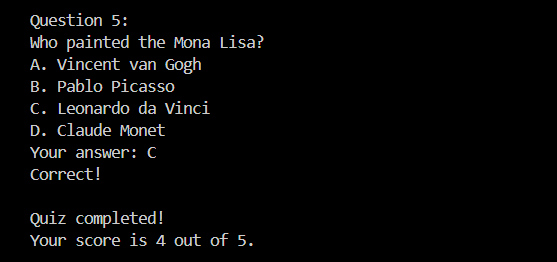 Question 5:
Who painted the Mona Lisa?
A. Vincent van Gogh
B. Pablo Picasso
C. Leonardo da Vinci
D. Claude Monet
Your answer: C
Correct!

Quiz completed!
Your score is 4 out of 5.